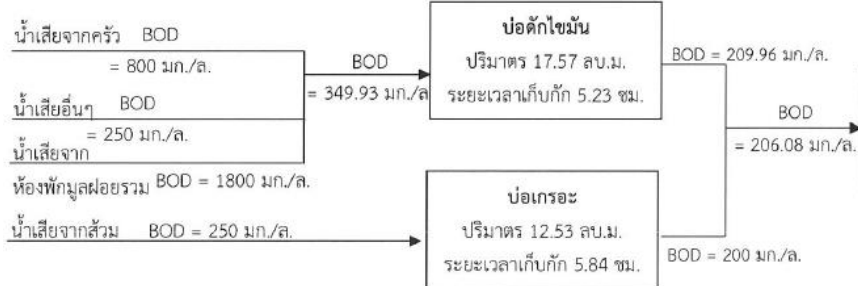 น้ำเสียจากครัว BOD
= 800 มก./ล.
น้ำเสียอื่นๆ BOD
= 250 มก./ล.
น้ำเสียจาก
ห้องพักมูลฝอยรวม BOD = 1800 มก./ล.
BOD
= 349.93 มก./ล
บ่อดักไขมัน
ปริมาตร 17.57 ลบ.ม.
ระยะเวลาเก็บกัก 5.23 ชม.
BOD = 209.96 มก./ล.
น้ำเสียจากส้วม BOD = 250 มก./ล.
บ่อเกรอะ
ปริมาตร 12.53 ลบ.ม.
ระยะเวลาเก็บกัก 5.84 ชม.
BOD = 200 มก./ล.
BOD
= 206.08 มก./ล.